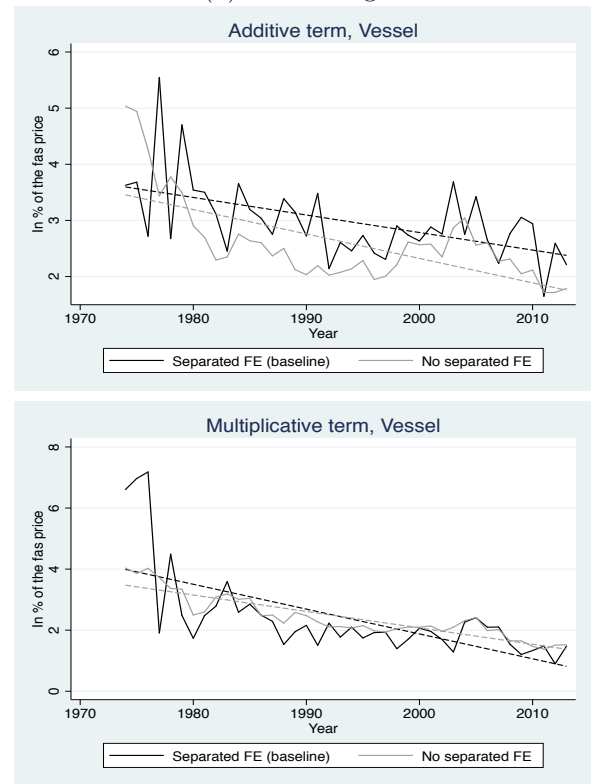 Additive term, Vessel
6
5
4
3
2
In % of the fas price
1970 1980 1990 2000 2010
Year
Separated FE (baseline) No separated FE
Multiplicative term, Vessel
8
6
4
2
0
In % of the fas price
1970 1980 1990 2000 2010
Year
Separated FE (baseline) No separated FE